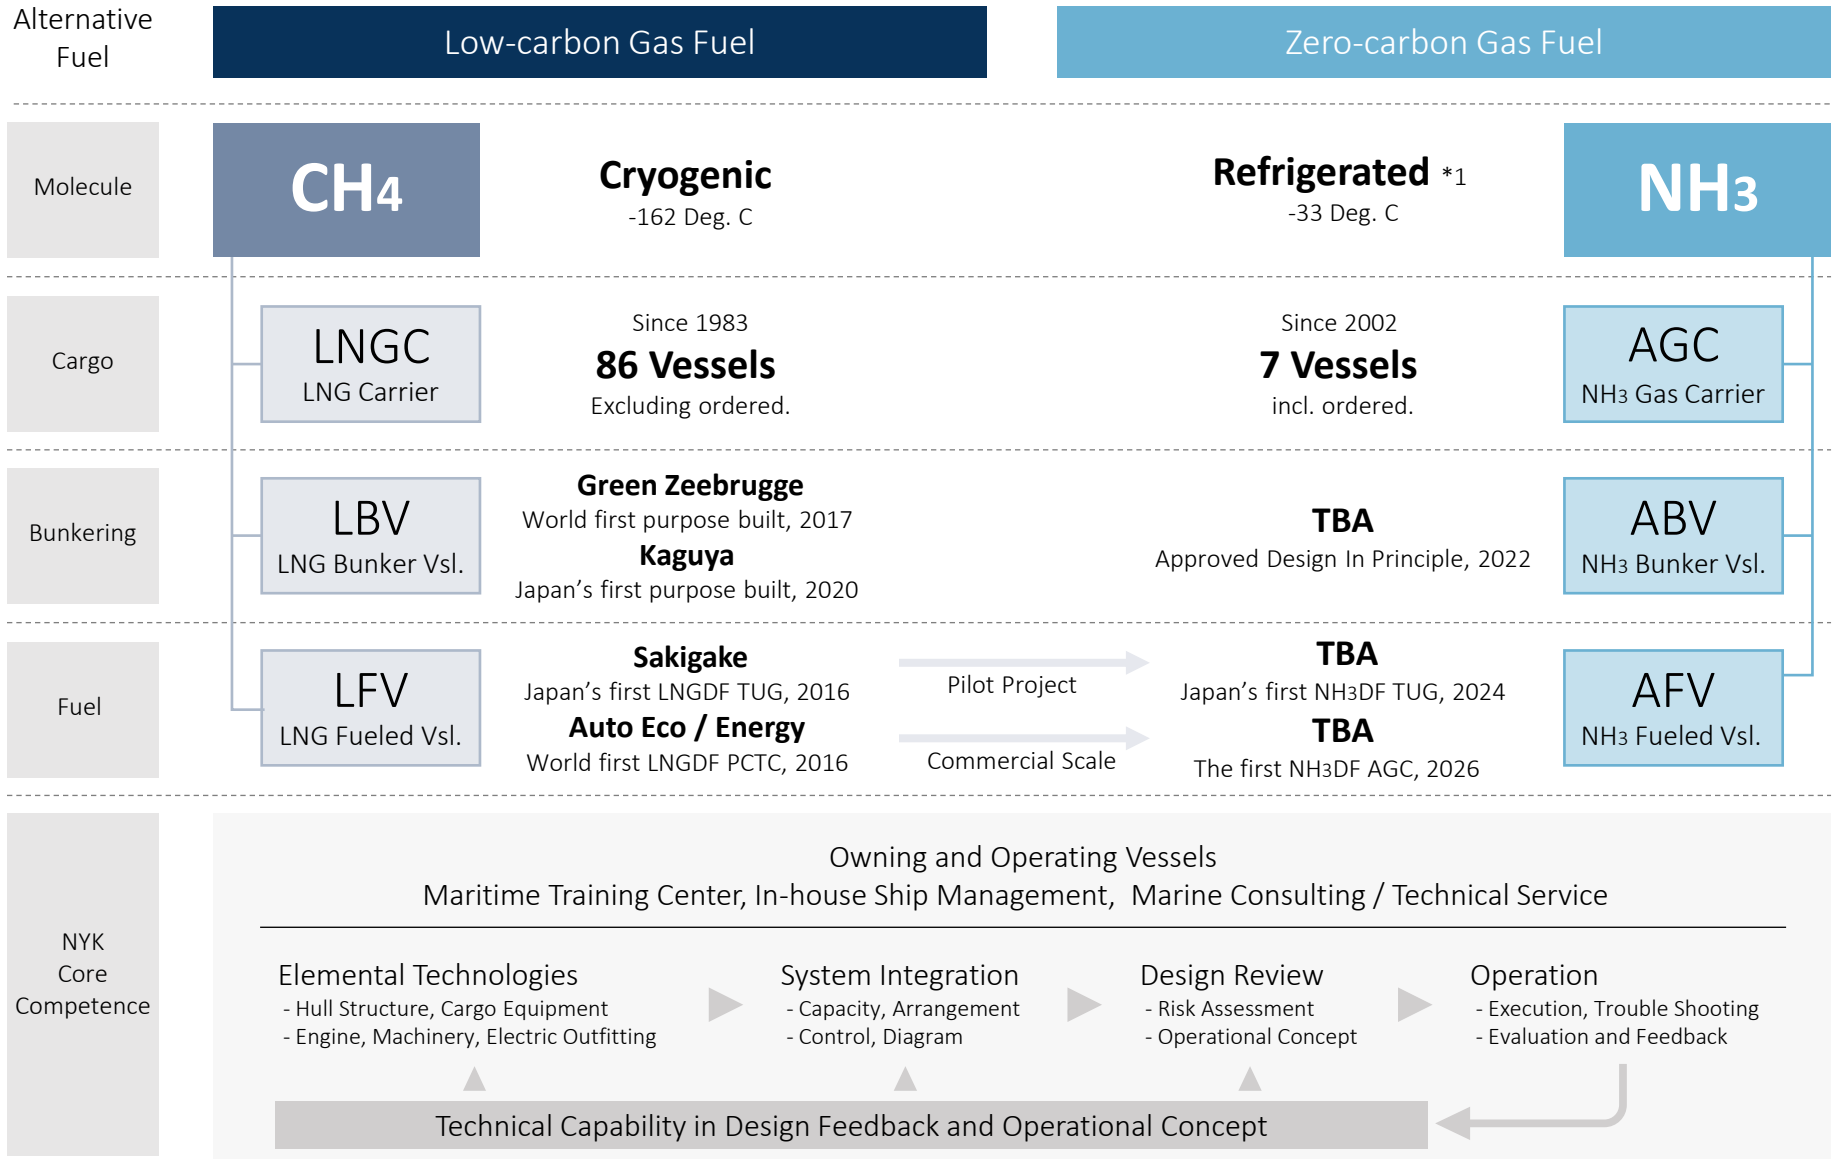 Alternative
Fuel
Low-carbon Gas Fuel
Zero-carbon Gas Fuel
Molecule
CH4
Cryogenic
-162 Deg. C
Refrigerated *1
-33 Deg. C
NH3
Cargo
LNGC
LNG Carrier
Since 1983
86 Vessels
Excluding ordered.
Since 2002
7 Vessels
incl. ordered.
AGC
NH3 Gas Carrier
Bunkering
LBV
LNG Bunker Vsl.
Green Zeebrugge
World first purpose built, 2017
Kaguya
Japan’s first purpose built, 2020
TBA
Approved Design In Principle, 2022
ABV
NH3 Bunker Vsl.
Fuel
LFV
LNG Fueled Vsl.
Sakigake
Japan’s first LNGDF TUG, 2016
Auto Eco / Energy
World first LNGDF PCTC, 2016
Pilot Project
Commercial Scale
TBA
Japan’s first NH3DF TUG, 2024
TBA
The first NH3DF AGC, 2026
AFV
NH3 Fueled Vsl.
NYK
Core
Competence
Owning and Operating Vessels
Maritime Training Center, In-house Ship Management, Marine Consulting / Technical Service
Elemental Technologies
- Hull Structure, Cargo Equipment
- Engine, Machinery, Electric Outfitting
System Integration
- Capacity, Arrangement
- Control, Diagram
Design Review
- Risk Assessment
- Operational Concept
Operation
- Execution, Trouble Shooting
- Evaluation and Feedback
Technical Capability in Design Feedback and Operational Concept